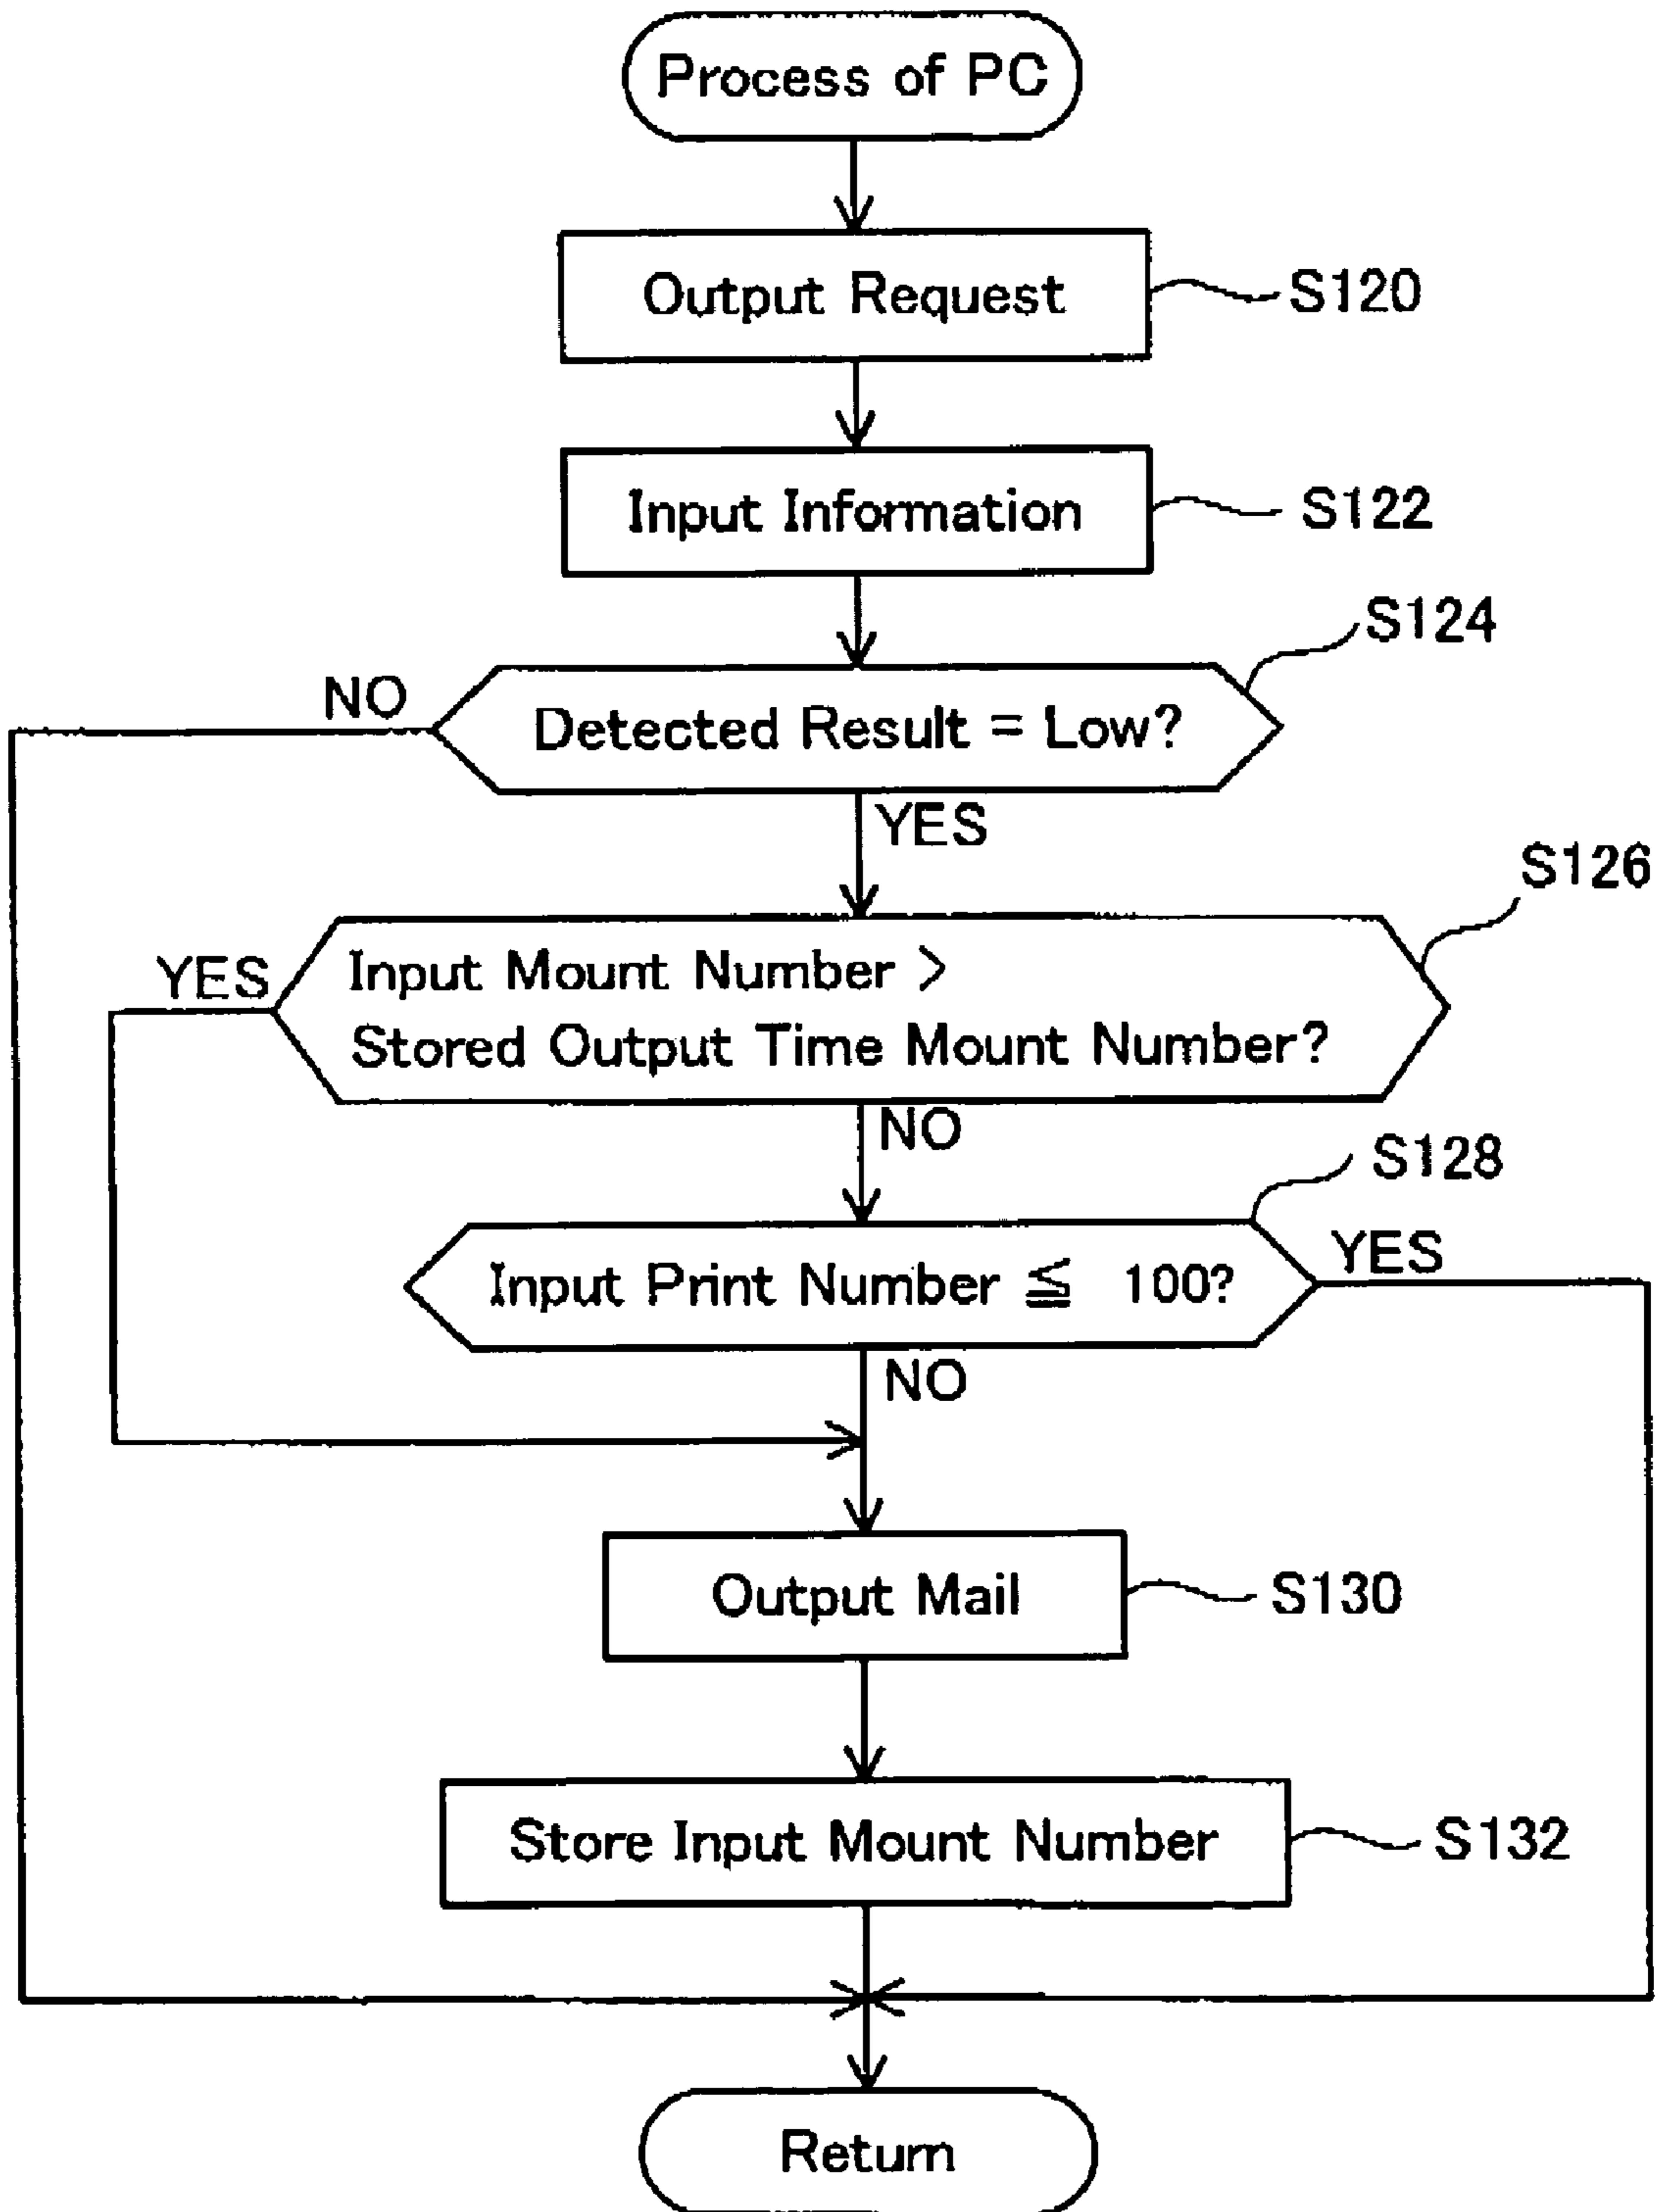 Process of PC
Output Request
S120
Input Information
S122
S124
NO
Detected Result = Low?
YES
S126
YES
Input Mount Number >
Stored Output Time Mount Number?
NO
S128
Input Print Number ≦ 100?
YES
NO
Output Mail
S130
Store Input Mount Number
S132
Return